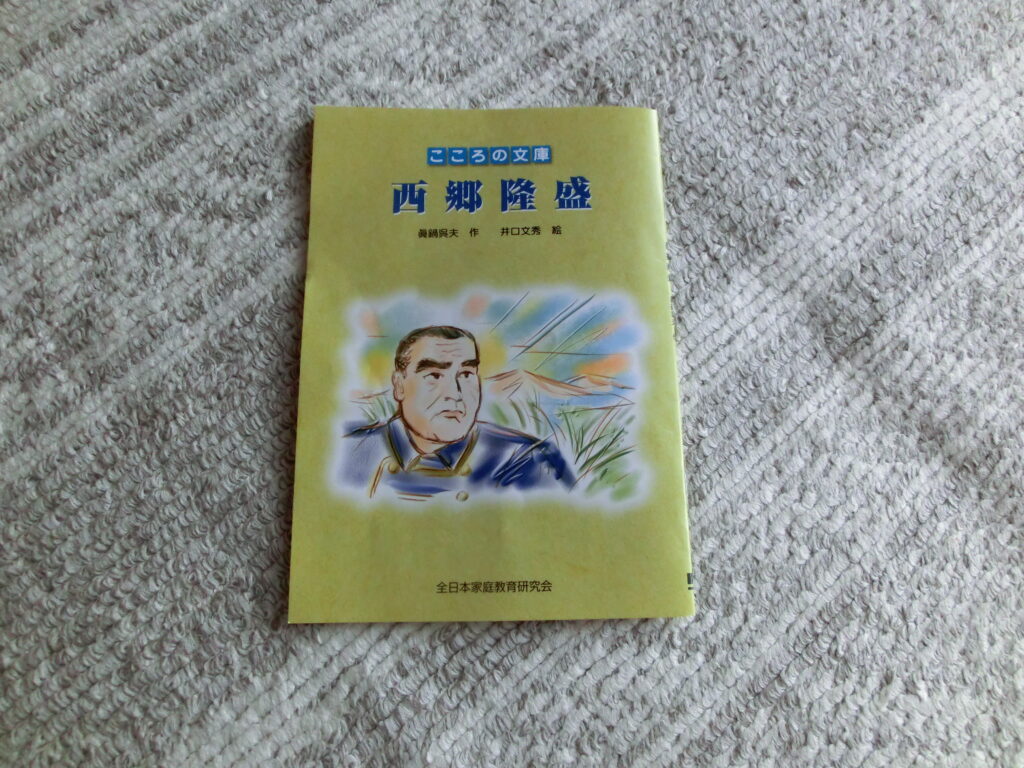 こころの文庫
西郷隆盛
眞鍋呉夫 作 井口文秀 絵
全日本家庭教育研究会